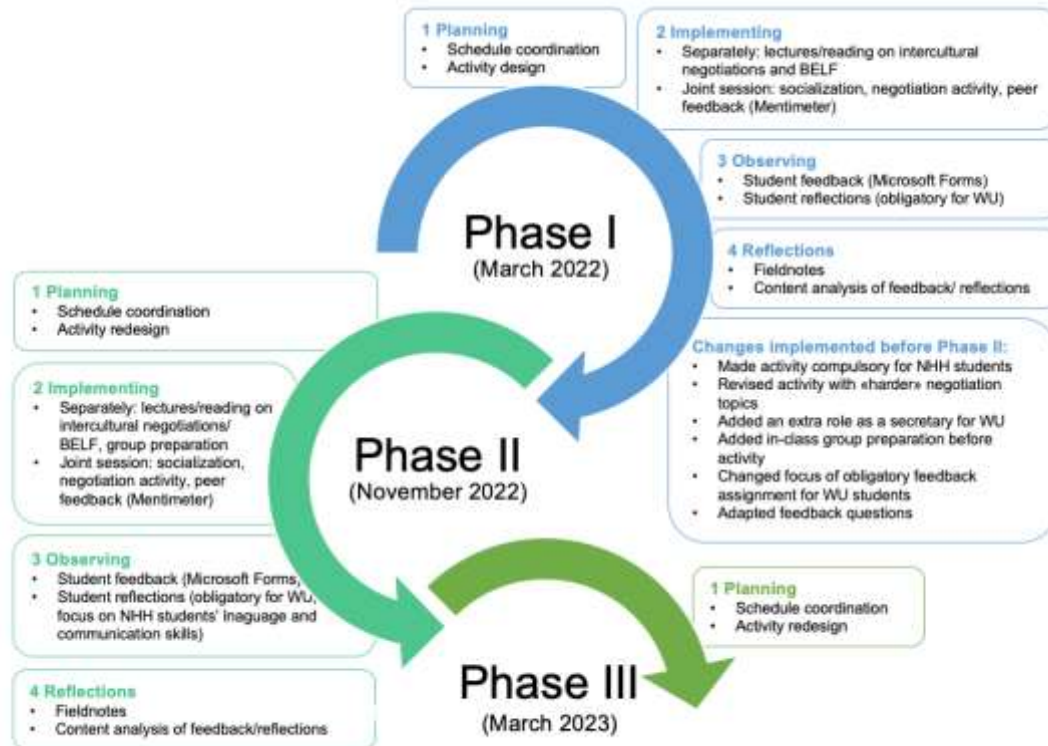 1 Planning
• Schedule coordination
• Activity design
2 Implementing
• Separately: lectures/reading on intercultural
negotiations and BELF
• Joint session: socialization, negotiation activity, peer
feedback (Mentimeter)
3 Observing
• Student feedback (Microsoft Forms)
• Student reflections (obligatory for WU)
4 Reflections
• Fieldnotes
• Content analysis of feedback/ reflections
Phase I
(March 2022)
Changes implemented before Phase II:
• Made activity compulsory for NHH students
• Revised activity with «harder» negotiation
topics
• Added an extra role as a secretary for WU
• Added in-class group preparation before
activity
• Changed focus of obligatory feedback
assignment for WU students
• Adapted feedback questions
1 Planning
• Schedule coordination
• Activity redesign
2 Implementing
• Separately: lectures/reading on
intercultural negotiations/
BELF, group preparation
• Joint session: socialization,
negotiation activity, peer
feedback (Mentimeter)
3 Observing
• Student feedback (Microsoft Forms,
• Student reflections (obligatory for WU,
focus on NHH students' lnaguage and
communication skills)
4 Reflections
• Fieldnotes
• Content analysis of feedback/reflections
Phase II
(November 2022)
1 Planning
• Schedule coordination
• Activity redesign
Phase III
(March 2023)